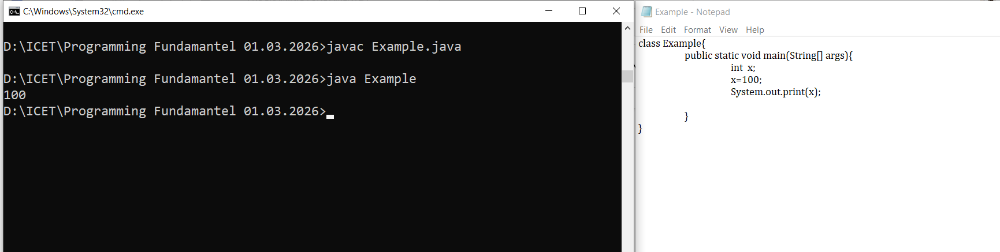 C:\Windows\System32\cmd.exe
D:\ICET\Programming Fundamantel 01.03.2026>javac Example.java
D:\ICET\Programming Fundamantel 01.03.2026>java Example
100
D:\ICET\Programming Fundamantel 01.03.2026>
Example - Notepad
File Edit Format View Help
class Example{
public static void main(String[] args){
int x;
x=100;
System.out.print(x);
}
}